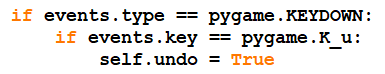 if events.type == pygame.KEYDOWN:
    if events.key == pygame.K_u:
        self.undo = True